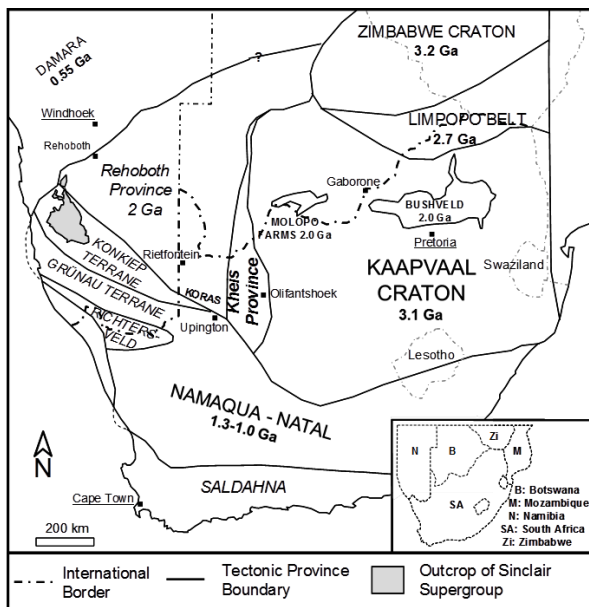 ZIMBABWE CRATON
3.2 Ga
DAMARA
0.55 Ga
?
LIMPOPO BELT
2.7 Ga
Windhoek
Rehoboth
Rehoboth
Province
2 Ga
Gaborone
BUSHVELD
2.0 Ga
MOLOPO
FARMS 2.0 Ga
Pretoria
KONKIEP
TERRANE
Rietfontein
Kheis
Province
KAAPVAAL
CRATON
3.1 Ga
Swaziland
GRÜNAU TERRANE
KORAS
Olifantshoek
RICHTERS-
VELD
Upington
Lesotho
NAMAQUA - NATAL
1.3-1.0 Ga
N
SALDAHNA
Cape Town
200 km
N
B
Zi
M
SA
B: Botswana
M: Mozambique
N: Namibia
SA: South Africa
Zi: Zimbabwe
International
Border
Tectonic Province
Boundary
Outcrop of Sinclair
Supergroup